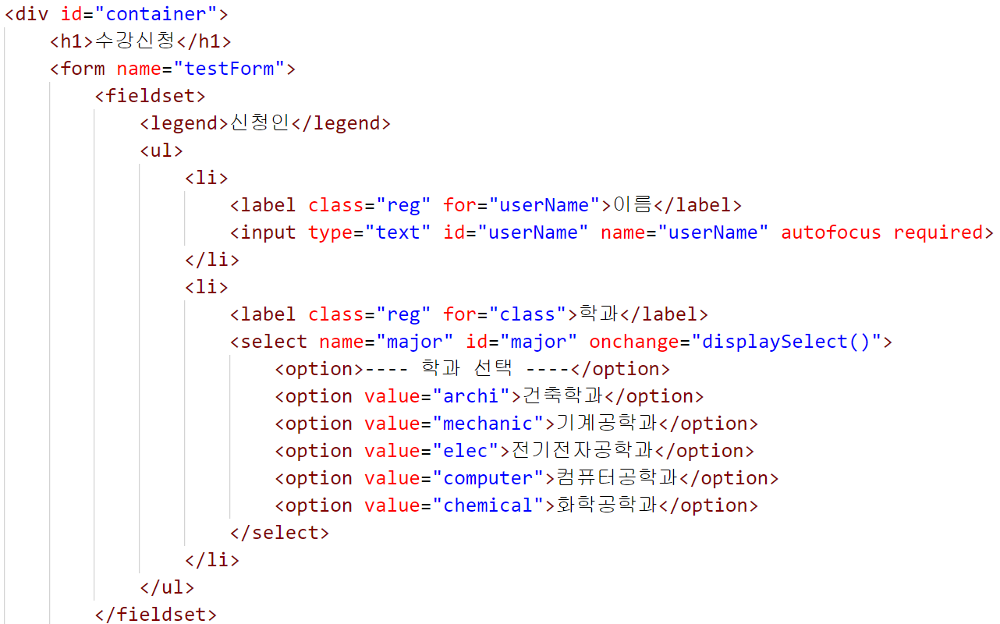 <div id="container">
<h1>수강신청</h1>
<form name="testForm">
<fieldset>
<legend>신청인</legend>
<ul>
<li>
<label class="reg" for="userName">이름</label>
<input type="text" id="userName" name="userName" autofocus required>
</li>
<li>
<label class="reg" for="class">학과</label>
<select name="major" id="major" onchange="displaySelect()">
<option>---- 학과 선택 ----</option>
<option value="archi">건축학과</option>
<option value="mechanic">기계공학과</option>
<option value="elec">전기전자공학과</option>
<option value="computer">컴퓨터공학과</option>
<option value="chemical">화학공학과</option>
</select>
</li>
</ul>
</fieldset>